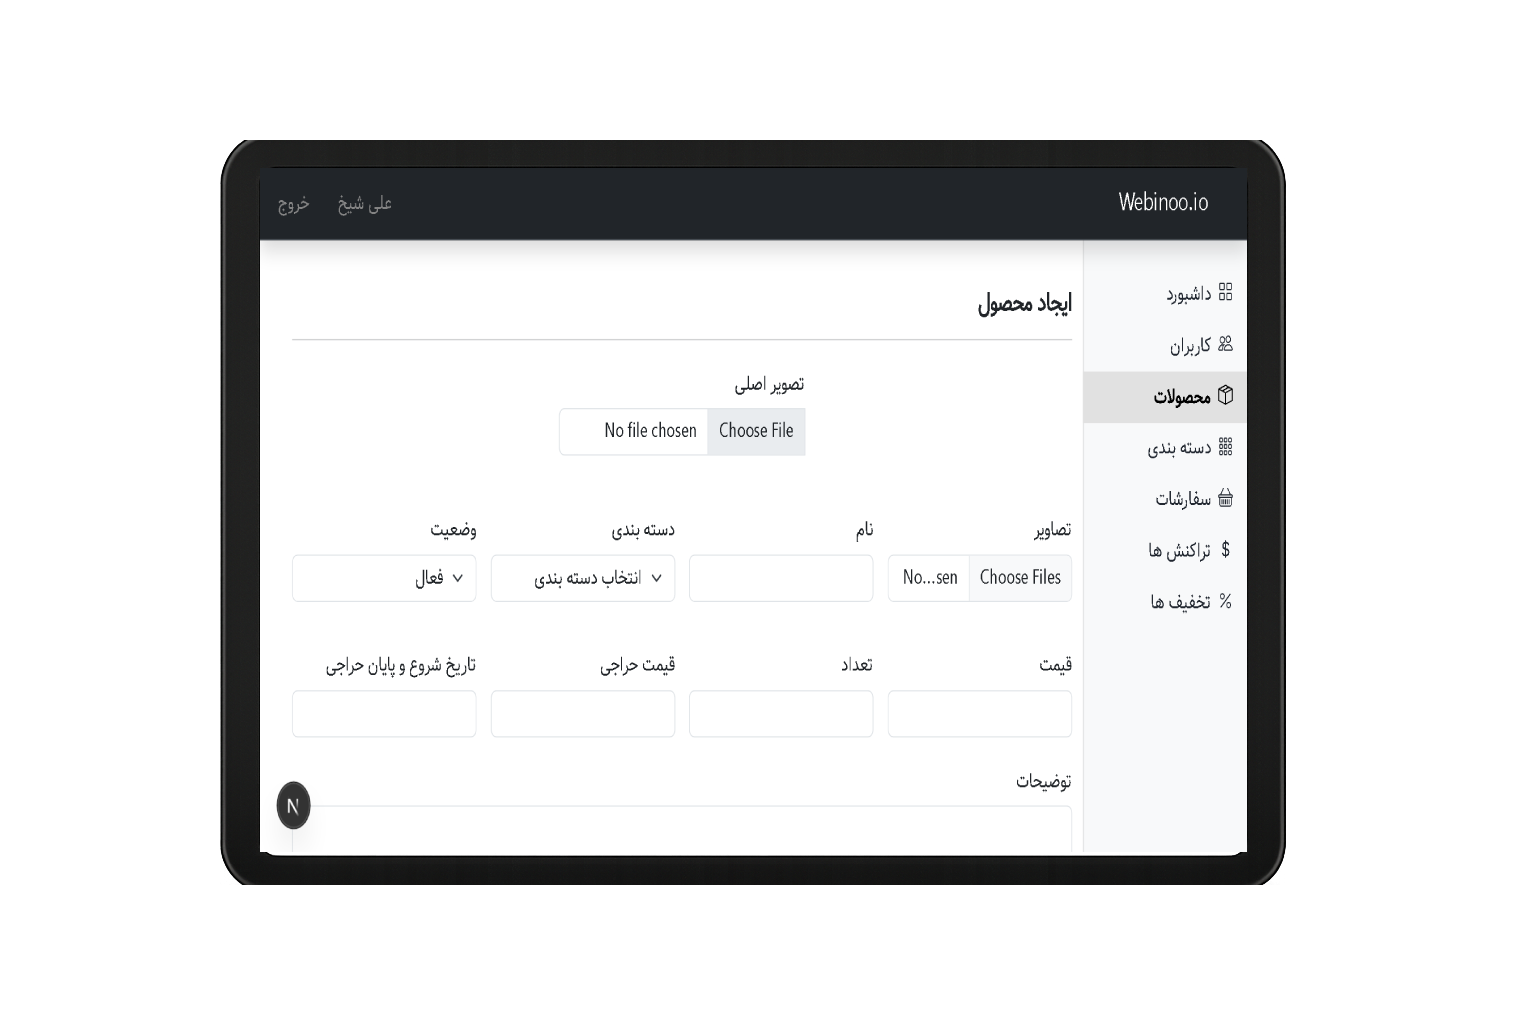 Webinoo.io
علی شیخ
خروج
داشبورد
کاربران
محصولات
دسته بندی
سفارشات
$ تراکنش ها
% تخفیف ها
ایجاد محصول
تصویر اصلی
Choose File No file chosen
تصاویر
نام
دسته بندی
وضعیت
Choose Files No...sen
انتخاب دسته بندی
فعال
قیمت
تعداد
قیمت حراجی
تاریخ شروع و پایان حراجی
توضیحات
N